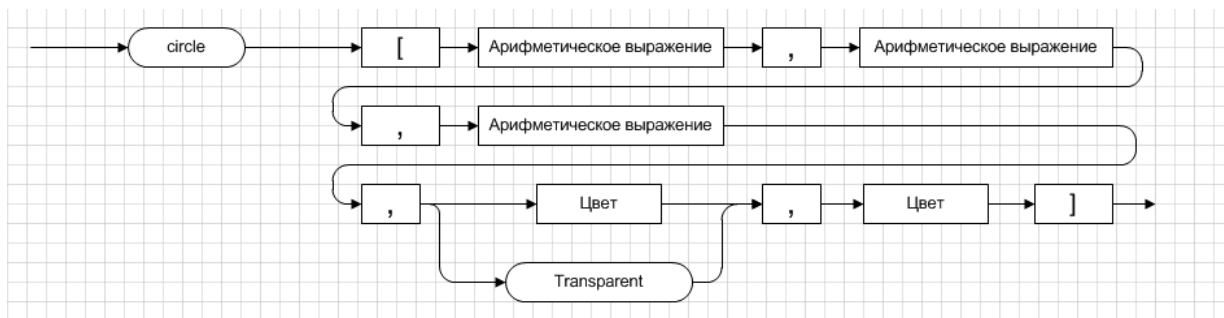 circle [ Арифметическое выражение , Арифметическое выражение
, Арифметическое выражение
, Цвет , Цвет ]
Transparent